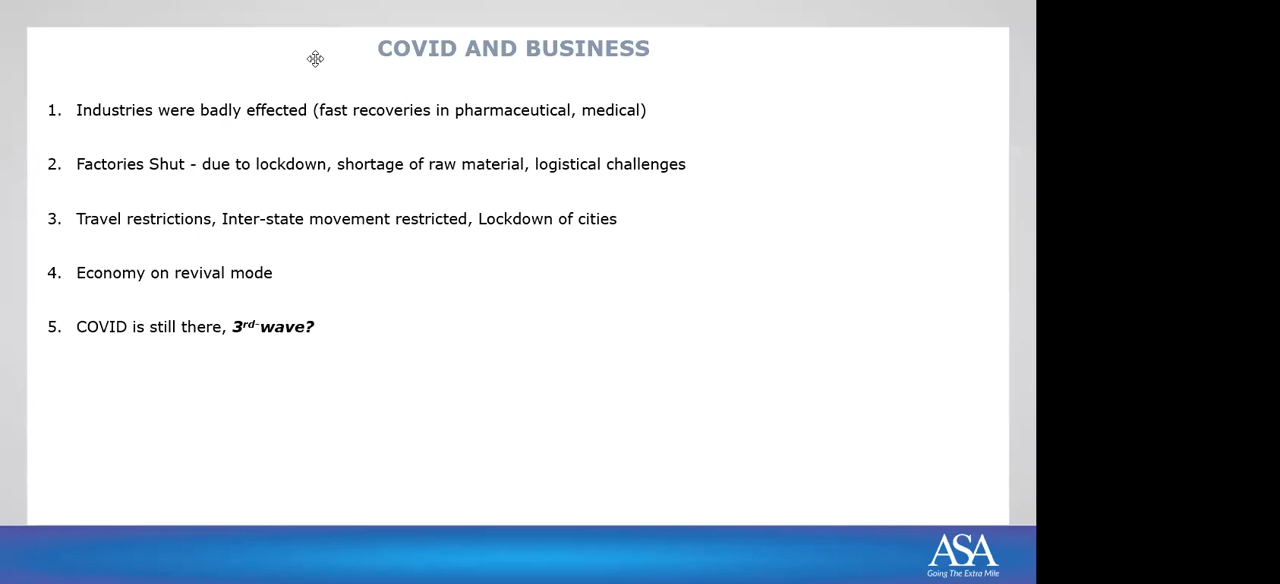 COVID AND BUSINESS
1. Industries were badly effected (fast recoveries in pharmaceutical, medical)
2. Factories Shut - due to lockdown, shortage of raw material, logistical challenges
3. Travel restrictions, Inter-state movement restricted, Lockdown of cities
4. Economy on revival mode
5. COVID is still there, 3rd wave?
ASA
Going The Extra Mile